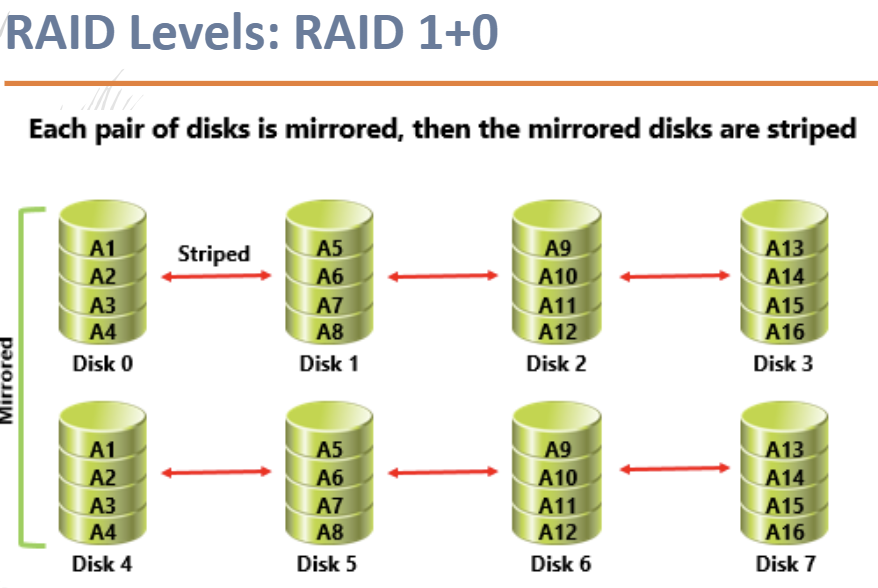 RAID Levels: RAID 1+0
Each pair of disks is mirrored, then the mirrored disks are striped
Mirrored
Striped
A1
A2
A3
A4
Disk 0
A5
A6
A7
A8
Disk 1
A9
A10
A11
A12
Disk 2
A13
A14
A15
A16
Disk 3
A1
A2
A3
A4
Disk 4
A5
A6
A7
A8
Disk 5
A9
A10
A11
A12
Disk 6
A13
A14
A15
A16
Disk 7